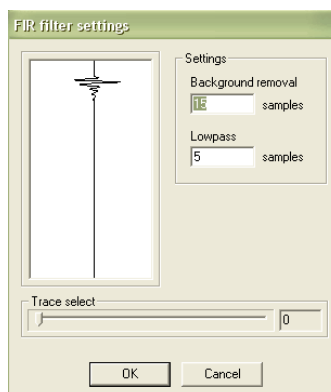 FIR filter settings
Settings
Background removal
15 samples
Lowpass
5 samples
Trace select
0
OK Cancel